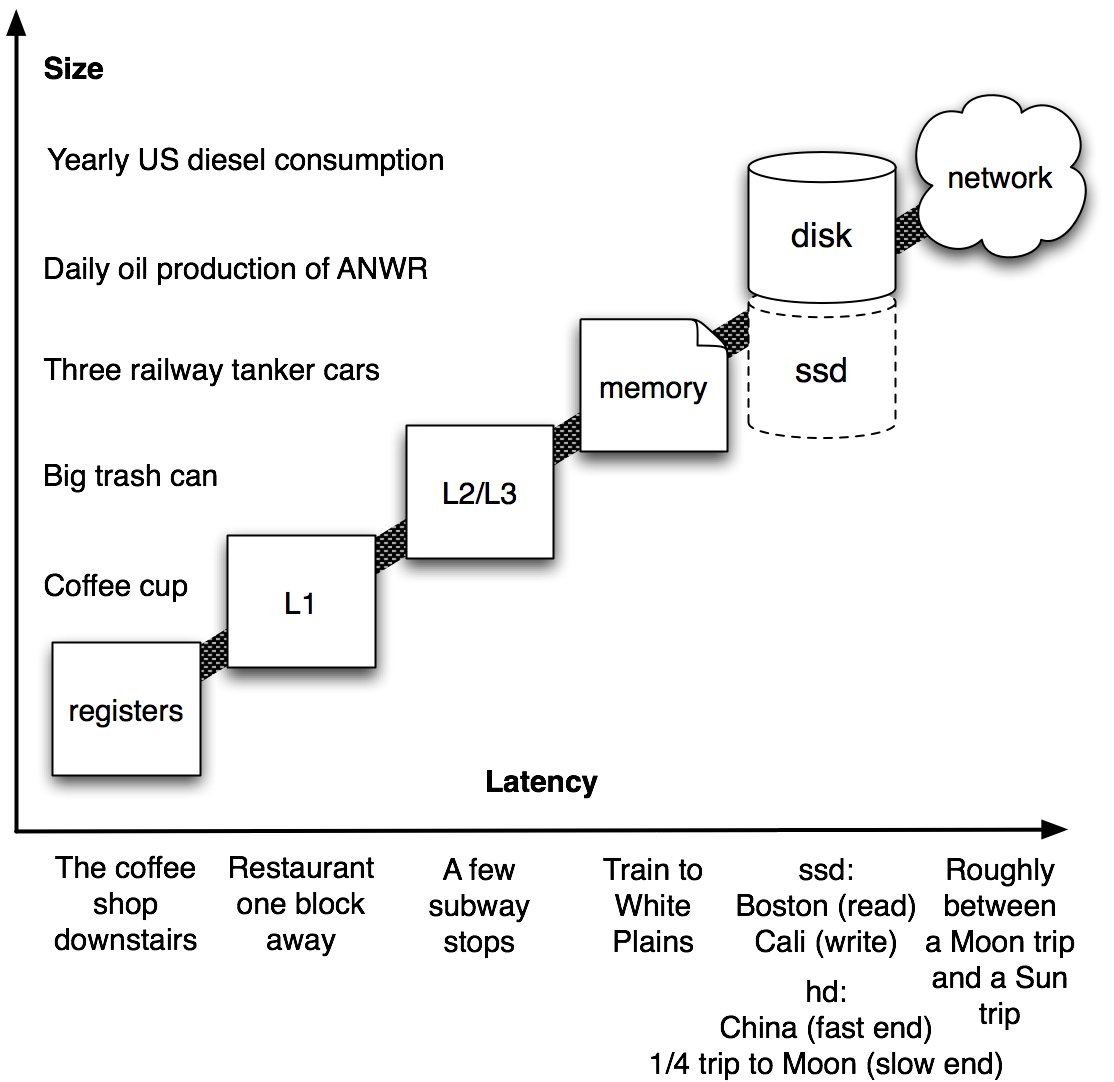 Size
Yearly US diesel consumption
network
disk
Daily oil production of ANWR
Three railway tanker cars
ssd
memory
Big trash can
L2/L3
Coffee cup
L1
registers
Latency
The coffee
shop
downstairs
Restaurant
one block
away
A few
subway
stops
Train to
White
Plains
ssd:
Boston (read)
Cali (write)
hd:
China (fast end)
1/4 trip to Moon (slow end)
Roughly
between
a Moon trip
and a Sun
trip